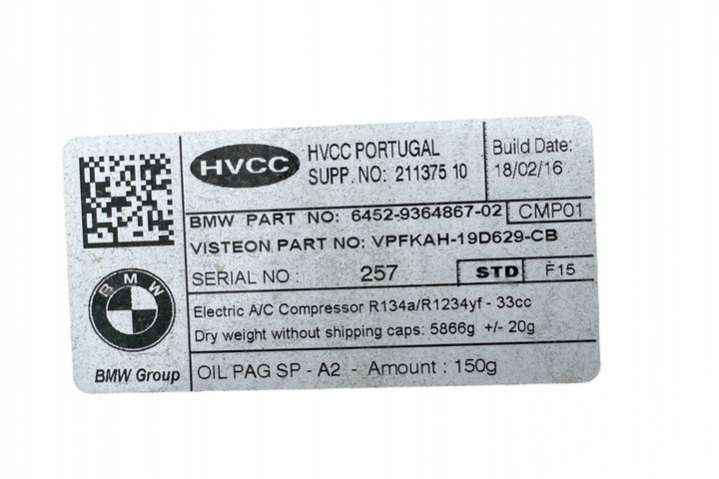 HVCC
HVCC PORTUGAL
SUPP. NO: 211375 10
Build Date:
18/02/16
BMW PART NO: 6452-9364867-02
CMP01
VISTEON PART NO: VPFKAH-19D629-CB
SERIAL NO : 257
STD
F15
BMW
BMW Group
Electric A/C Compressor R134a/R1234yf - 33cc
Dry weight without shipping caps: 5866g +/- 20g
OIL PAG SP - A2 - Amount : 150g